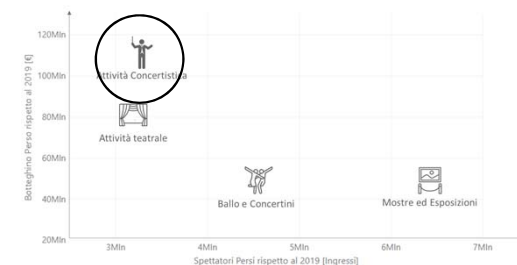 Botteghino Perso rispetto al 2019 [€]
120Mln
100Mln
80Mln
60Mln
40Mln
20Mln
Attività Concertistica
Attività teatrale
Ballo e Concertini
Mostre ed Esposizioni
3Mln 4Mln 5Mln 6Mln 7Mln
Spettatori Persi rispetto al 2019 [Ingressi]